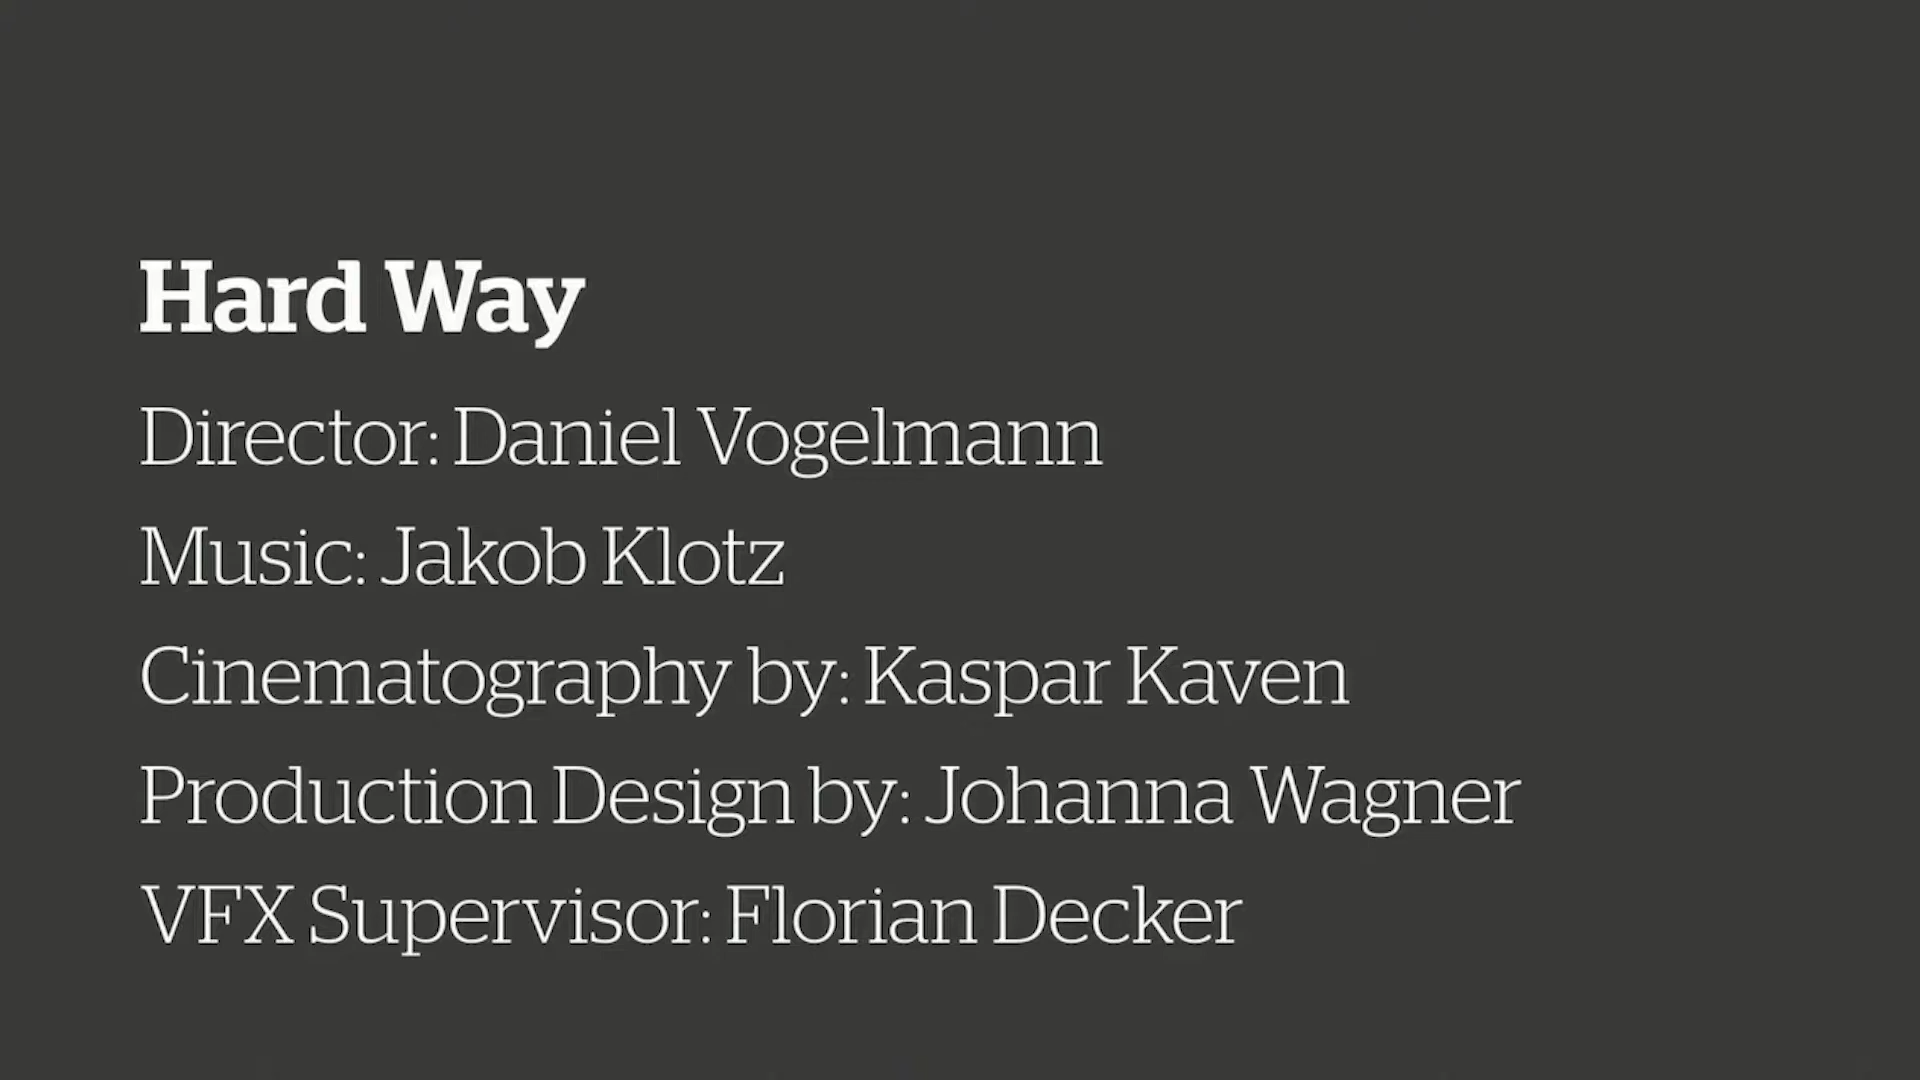 Hard Way
Director: Daniel Vogelmann
Music: Jakob Klotz
Cinematography by: Kaspar Kaven
Production Design by: Johanna Wagner
VFX Supervisor: Florian Decker